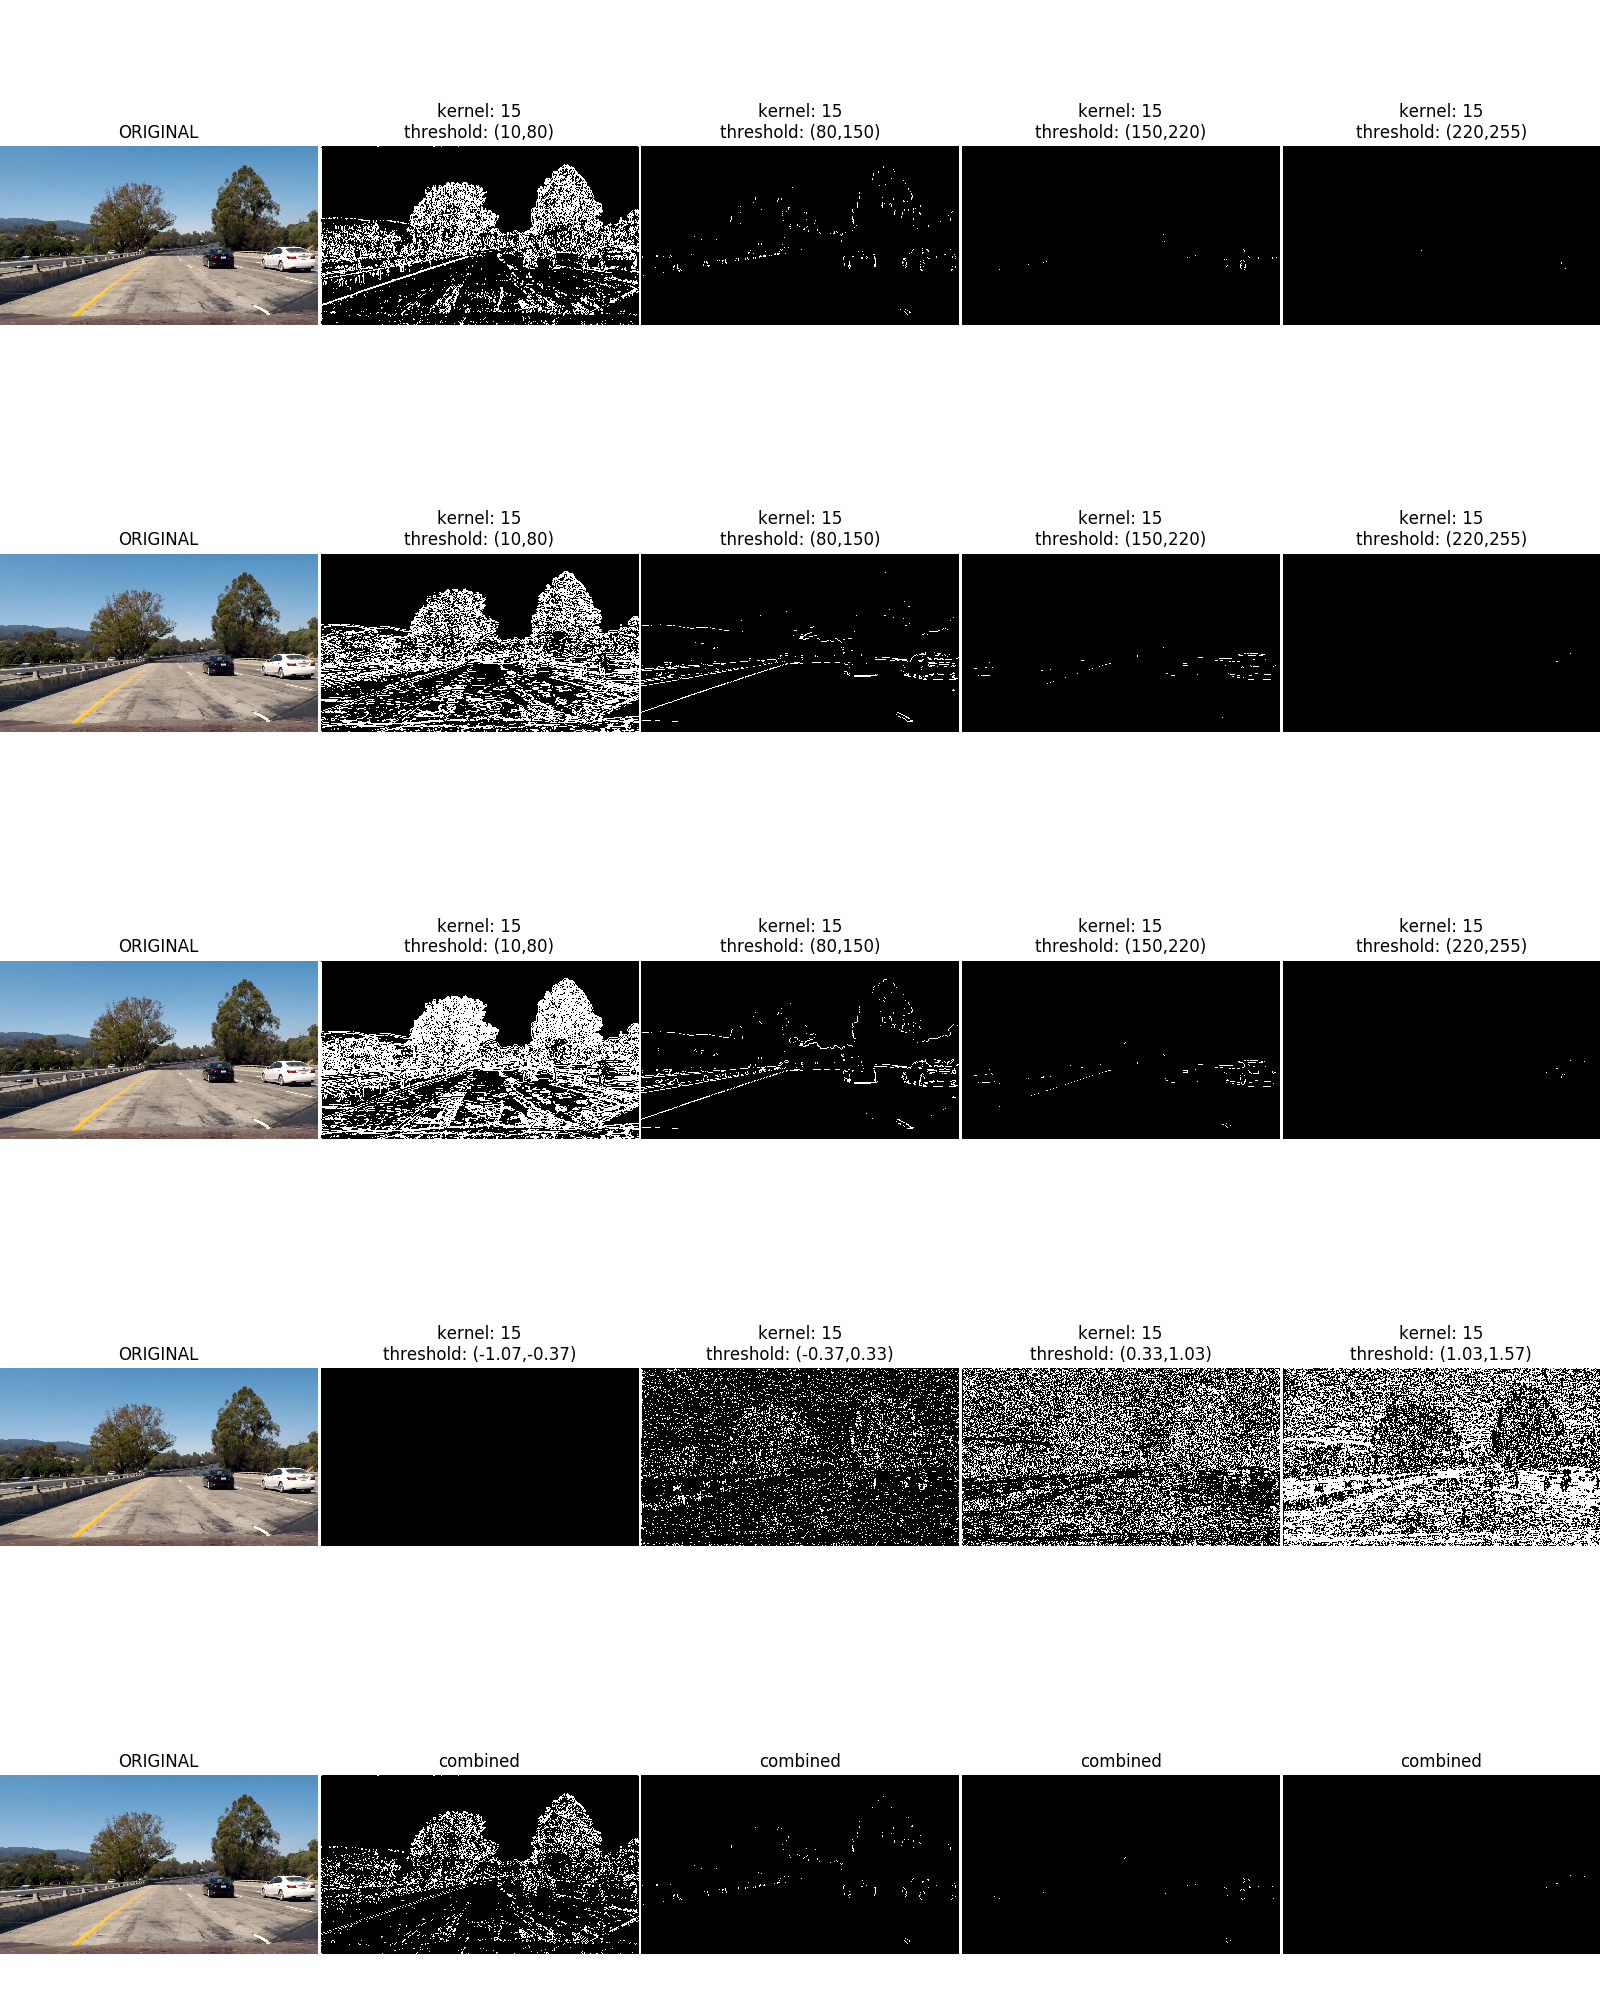 ORIGINAL
kernel: 15
threshold: (10,80)
kernel: 15
threshold: (80,150)
kernel: 15
threshold: (150,220)
kernel: 15
threshold: (220,255)
ORIGINAL
kernel: 15
threshold: (10,80)
kernel: 15
threshold: (80,150)
kernel: 15
threshold: (150,220)
kernel: 15
threshold: (220,255)
ORIGINAL
kernel: 15
threshold: (10,80)
kernel: 15
threshold: (80,150)
kernel: 15
threshold: (150,220)
kernel: 15
threshold: (220,255)
ORIGINAL
kernel: 15
threshold: (-1.07,-0.37)
kernel: 15
threshold: (-0.37,0.33)
kernel: 15
threshold: (0.33,1.03)
kernel: 15
threshold: (1.03,1.57)
ORIGINAL
combined
combined
combined
combined